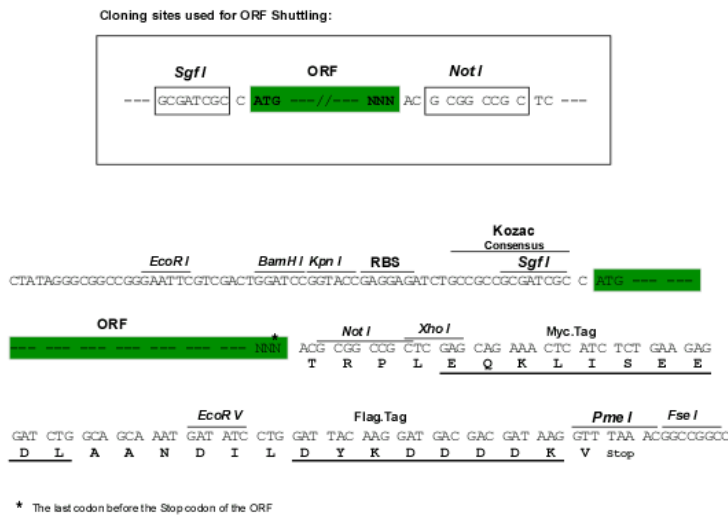 Cloning sites used for ORF Shuttling:
Sgf I ORF Not I
--- GCGATCGC C ATG ---//--- NNN AC G CGG CCG C TC ---
Kozac
Consensus
EcoR I BamH I Kpn I RBS Sgf I
CTATAGGGCGGCCGGGAATTCGTCGACTGGATCCGGTACCGAGGAGATCTGCCGCCGCGATCGC C ATG --- ---
ORF Not I Xho I Myc.Tag
--- --- --- --- --- --- --- --- --- NNN* ACG CGG CCG CTC GAG CAG AAA CTC ATC TCT GAA GAG
T R P L E Q K L I S E E
EcoR V Flag.Tag Pme I Fse I
GAT CTG GCA GCA AAT GAT ATC CTG GAT TAC AAG GAT GAC GAC GAT AAG GTT TAA ACGGCCGGCC
D L A A N D I L D Y K D D D D K V Stop
* The last codon before the Stop codon of the ORF